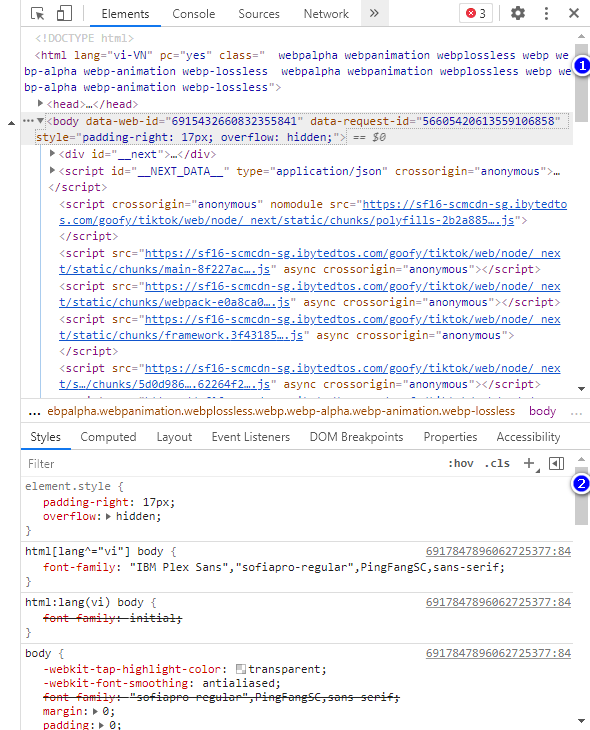 Elements Console Sources Network » 3
<!DOCTYPE html>
<html lang="vi-VN" pc="yes" class="  webpalpha webpanimation webplossless webp we
bp-alpha webp-animation webp-lossless  webpalpha webpanimation webplossless webp we
bp-alpha webp-animation webp-lossless">
<head>…</head>
<body data-web-id="6915432660832355841" data-request-id="56605420613559106858"
style="padding-right: 17px; overflow: hidden;"> == $0
<div id="__next">…</div>
<script id="__NEXT_DATA__" type="application/json" crossorigin="anonymous">…
</script>
<script crossorigin="anonymous" nomodule src="https://sf16-scmcdn-sg.ibytedto
s.com/goofy/tiktok/web/node/_next/static/chunks/polyfills-2b2a885….js">
</script>
<script src="https://sf16-scmcdn-sg.ibytedtos.com/goofy/tiktok/web/node/_nex
t/static/chunks/main-8f227ac….js" async crossorigin="anonymous"></script>
<script src="https://sf16-scmcdn-sg.ibytedtos.com/goofy/tiktok/web/node/_nex
t/static/chunks/webpack-e0a8ca0….js" async crossorigin="anonymous"></script>
<script src="https://sf16-scmcdn-sg.ibytedtos.com/goofy/tiktok/web/node/_nex
t/static/chunks/framework.3f43185….js" async crossorigin="anonymous">
</script>
<script src="https://sf16-scmcdn-sg.ibytedtos.com/goofy/tiktok/web/node/_nex
t/s…/chunks/5d0d986….62264f2….js" async crossorigin="anonymous"></script>
1
… ebpalpha.webpanimation.webplossless.webp.webp-alpha.webp-animation.webp-lossless body …
Styles Computed Layout Event Listeners DOM Breakpoints Properties Accessibility
Filter :hov .cls +
2
element.style {
padding-right: 17px;
overflow: hidden;
}
html[lang^="vi"] body { 6917847896062725377:84
font-family: "IBM Plex Sans","sofiapro-regular",PingFangSC,sans-serif;
}
html:lang(vi) body { 6917847896062725377:84
font-family: initial;
}
body { 6917847896062725377:84
-webkit-tap-highlight-color: transparent;
-webkit-font-smoothing: antialiased;
font-family: "sofiapro-regular",PingFangSC,sans-serif;
margin: 0;
padding: 0;